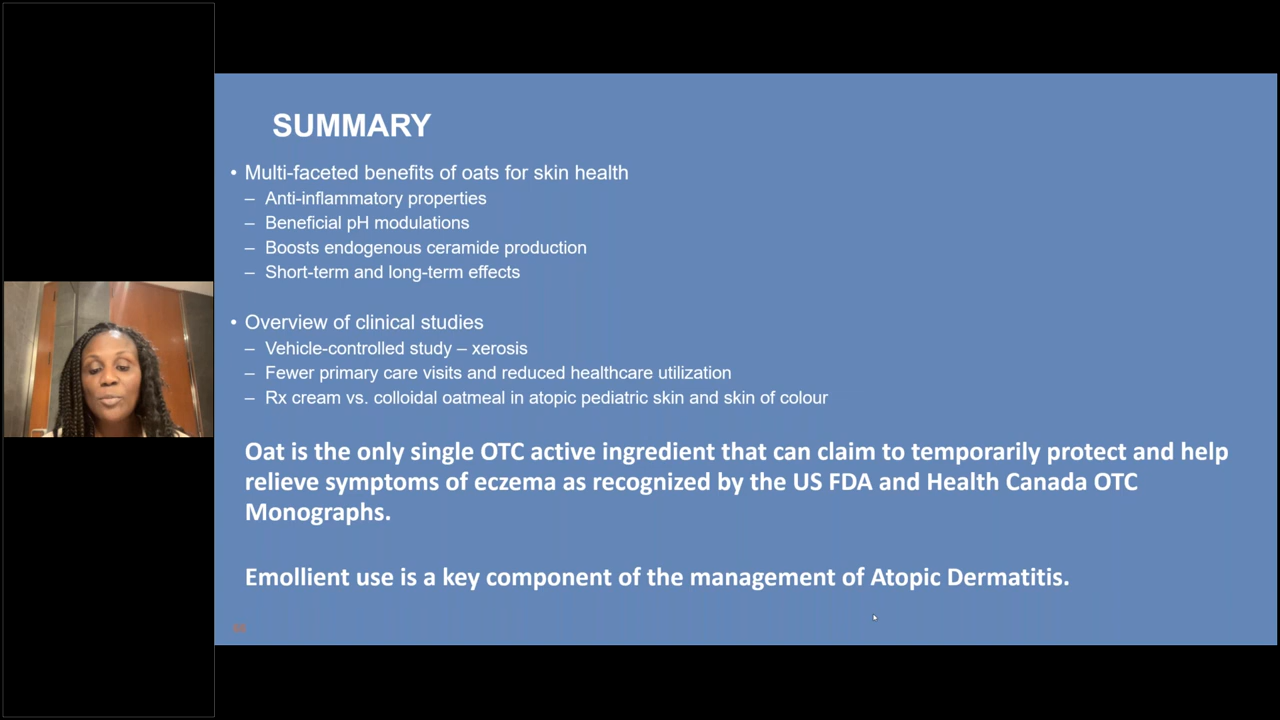 SUMMARY
• Multi-faceted benefits of oats for skin health
– Anti-inflammatory properties
– Beneficial pH modulations
– Boosts endogenous ceramide production
– Short-term and long-term effects
• Overview of clinical studies
– Vehicle-controlled study – xerosis
– Fewer primary care visits and reduced healthcare utilization
– Rx cream vs. colloidal oatmeal in atopic pediatric skin and skin of colour
Oat is the only single OTC active ingredient that can claim to temporarily protect and help
relieve symptoms of eczema as recognized by the US FDA and Health Canada OTC
Monographs.
Emollient use is a key component of the management of Atopic Dermatitis.